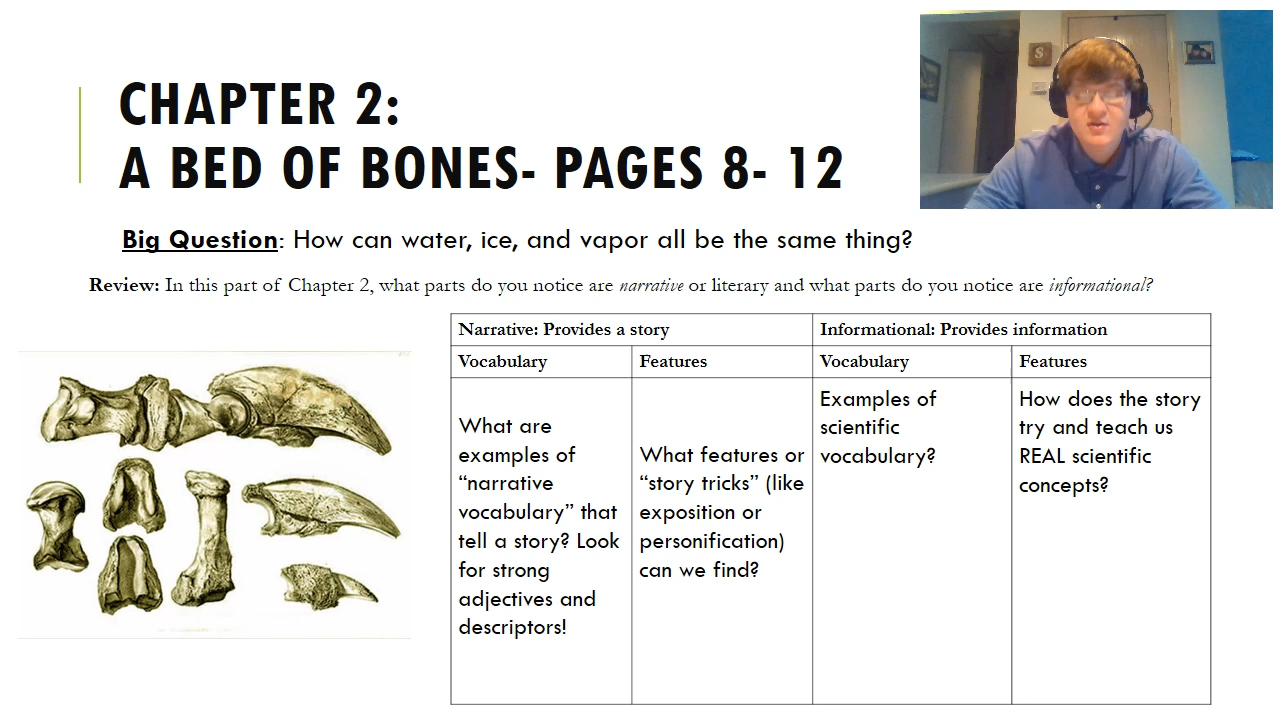 CHAPTER 2:
A BED OF BONES- PAGES 8- 12
S
Big Question: How can water, ice, and vapor all be the same thing?
Review: In this part of Chapter 2, what parts do you notice are narrative or literary and what parts do you notice are informational?
Narrative: Provides a story
Informational: Provides information
Vocabulary
Features
Vocabulary
Features
What are
examples of
“narrative
vocabulary” that
tell a story? Look
for strong
adjectives and
descriptors!
What features or
“story tricks” (like
exposition or
personification)
can we find?
Examples of
scientific
vocabulary?
How does the story
try and teach us
REAL scientific
concepts?